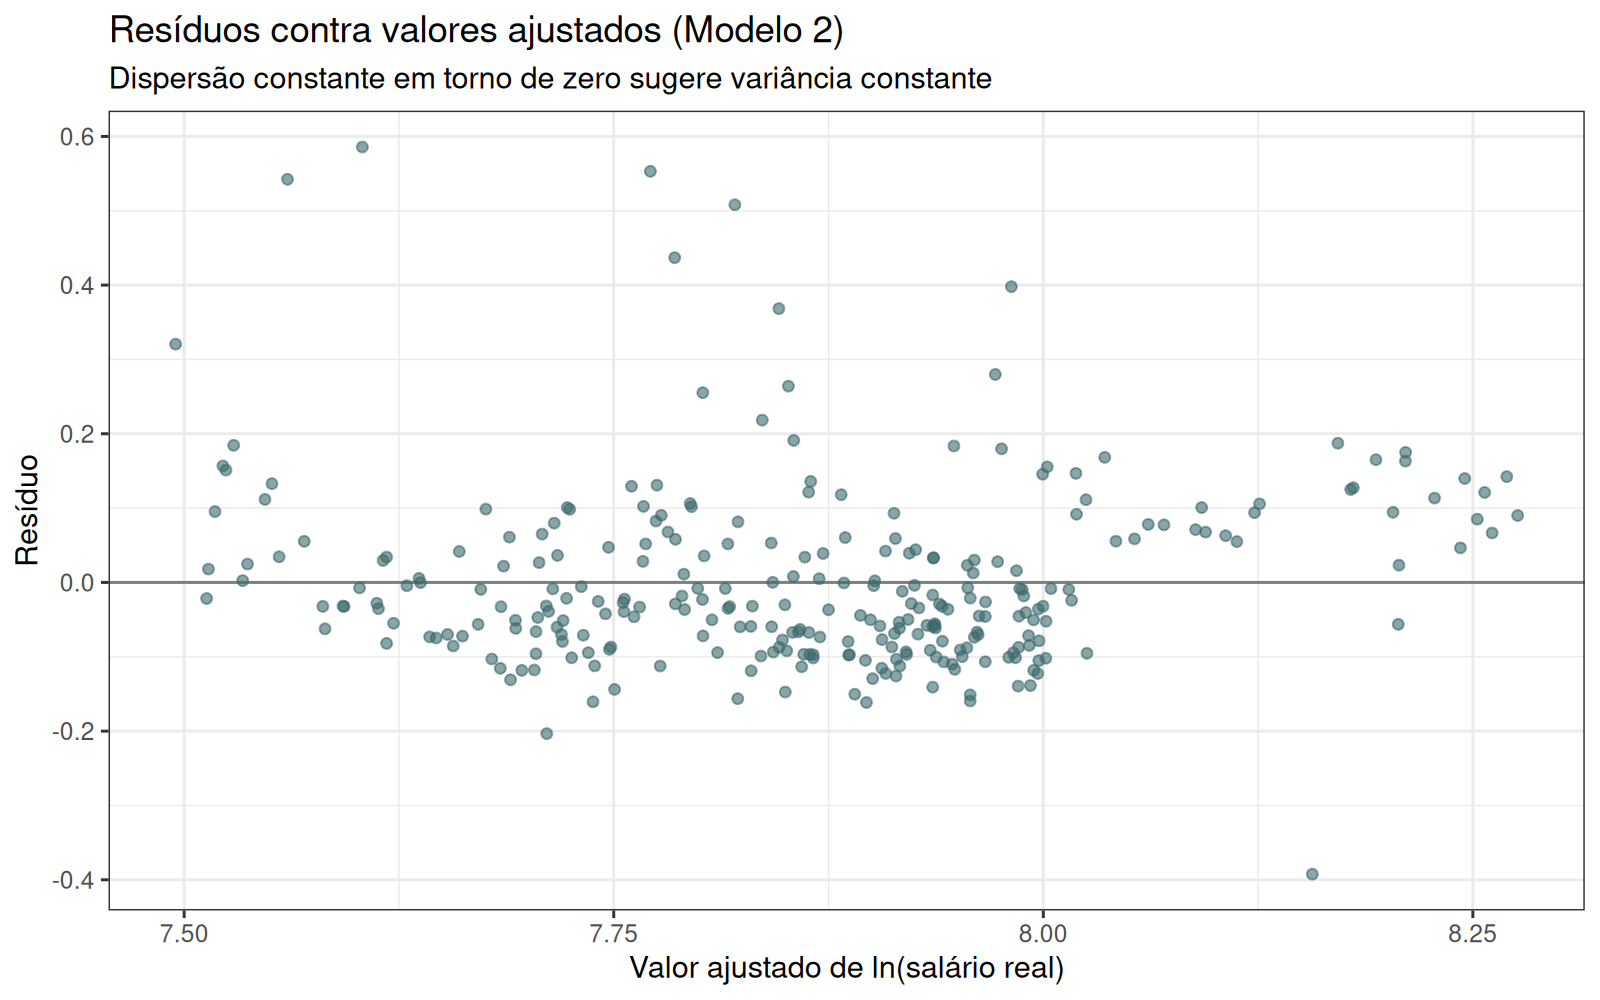 Resíduos contra valores ajustados (Modelo 2)
Dispersão constante em torno de zero sugere variância constante
0.6
0.4
0.2
0.0
-0.2
-0.4
Resíduo
7.50 7.75 8.00 8.25
Valor ajustado de ln(salário real)